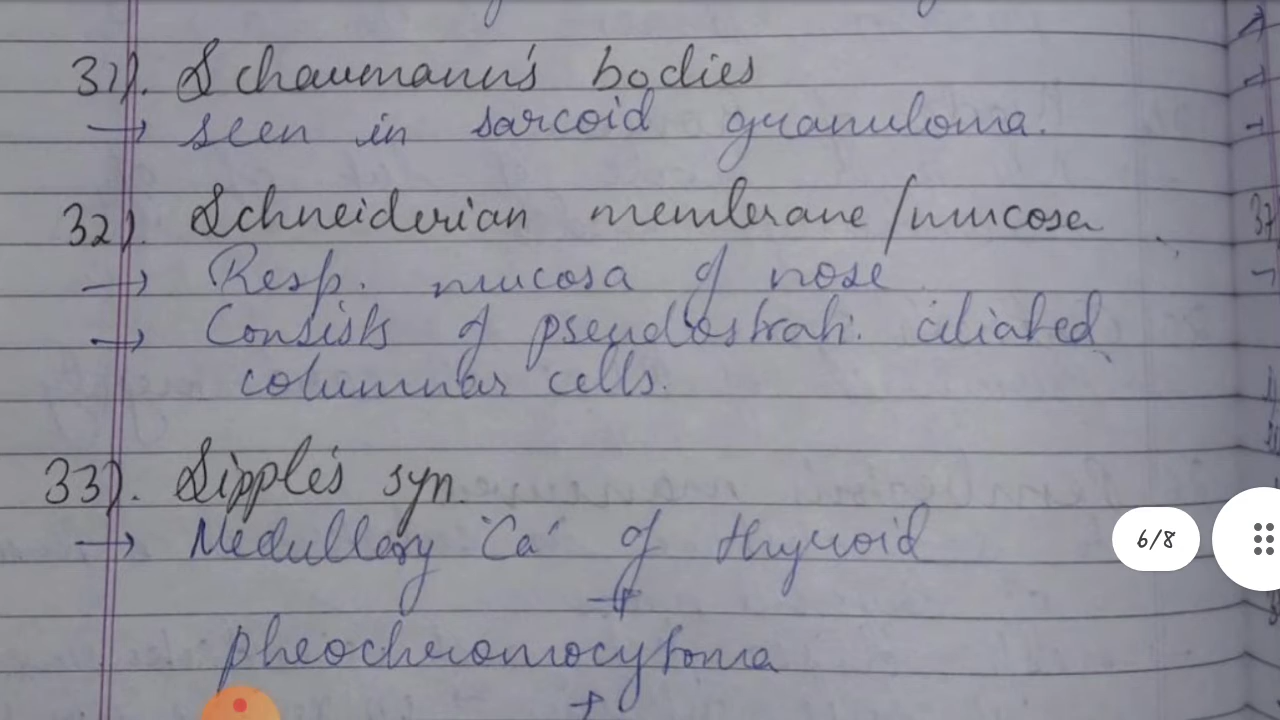 31). Schaumann's bodies
→ seen in sarcoid granuloma.
32). Schneiderian membrane/mucosa
→ Resp. mucosa of nose
→ Consists of pseudostrati. ciliated
columnar cells.
33). Sipple's syn.
→ Medullary 'Ca' of thyroid
+
pheochromocytoma
+
6/8